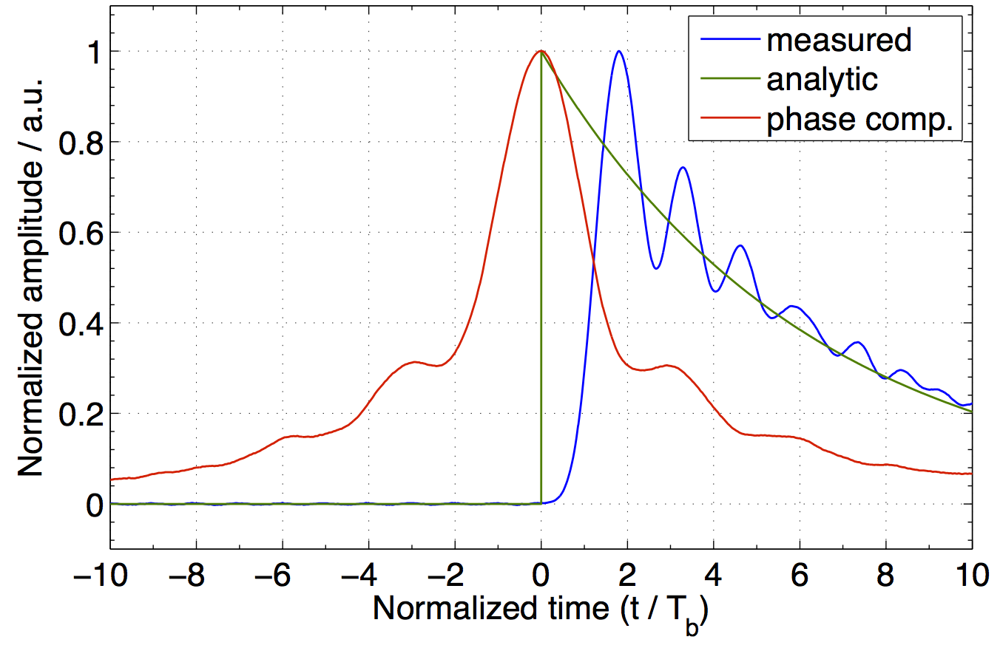 measured
analytic
phase comp.
Normalized amplitude / a.u.
1
0.8
0.6
0.4
0.2
0
−10 −8 −6 −4 −2 0 2 4 6 8 10
Normalized time (t / Tb)